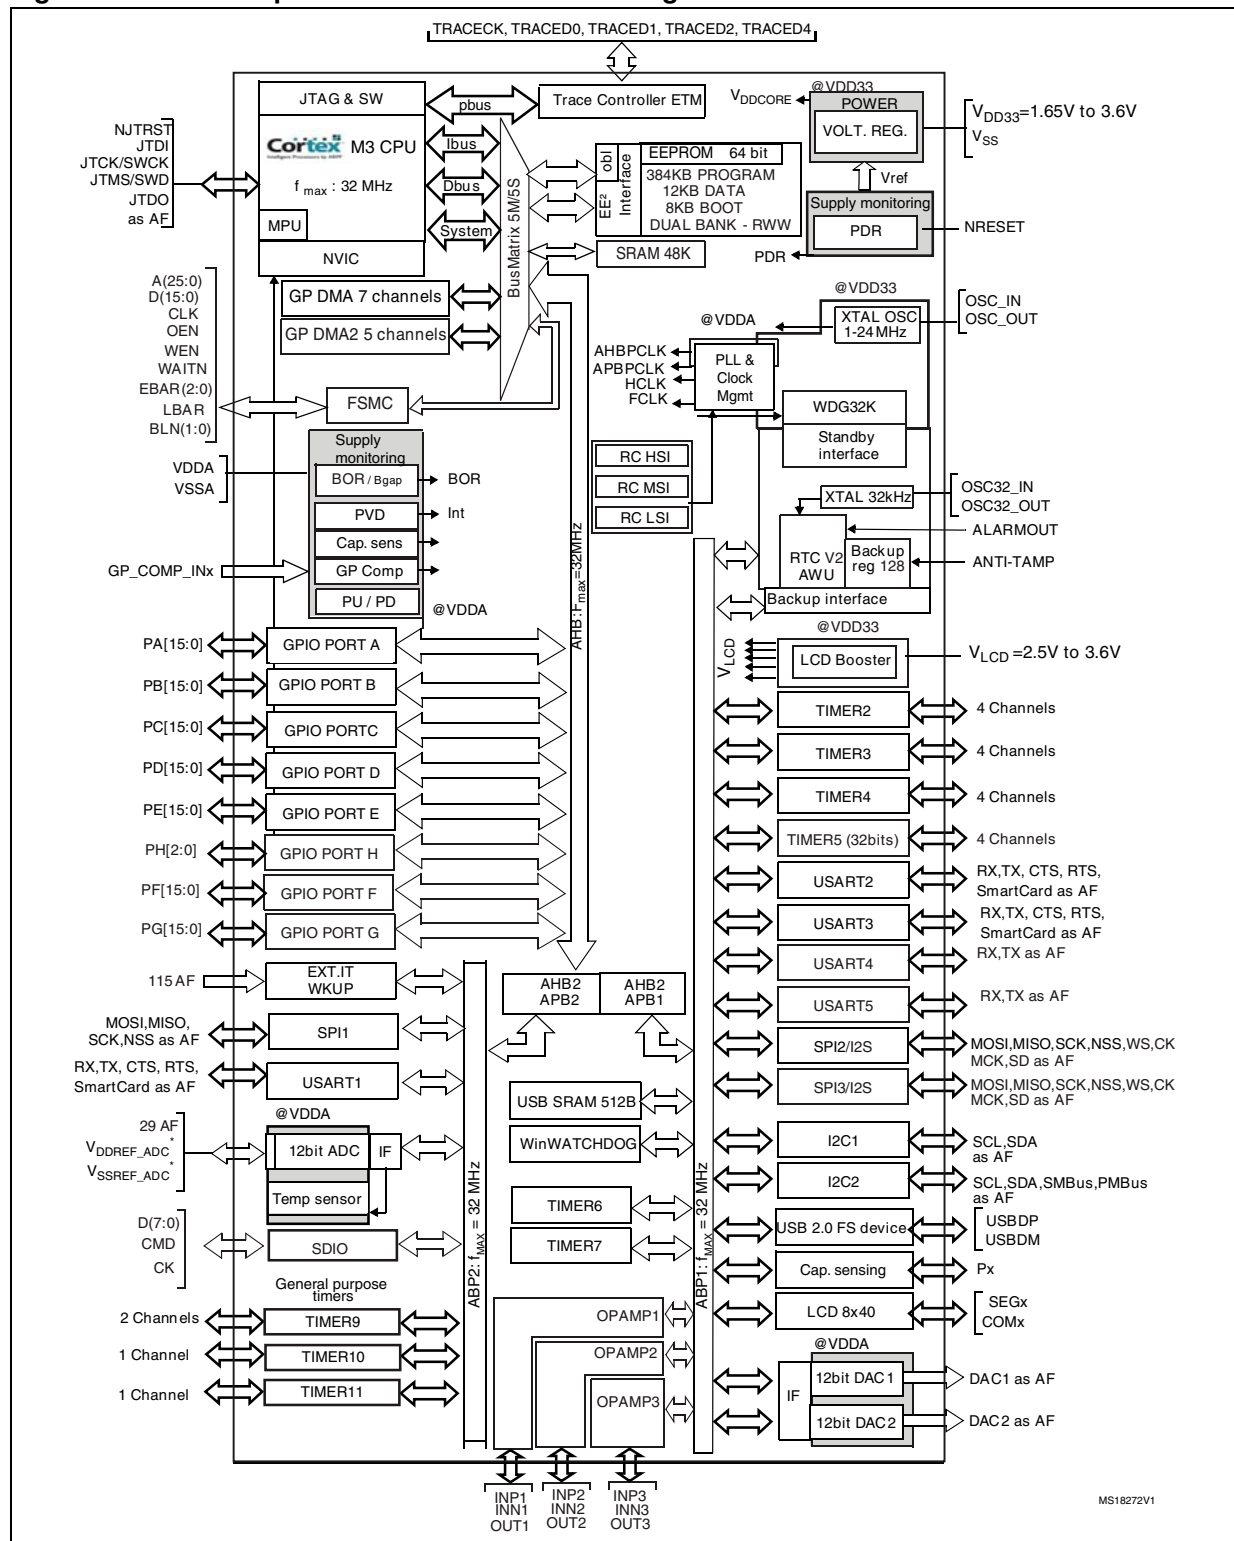 TRACECK, TRACED0, TRACED1, TRACED2, TRACED4
JTAG & SW
pbus
Trace Controller ETM
VDDCORE
@VDD33
POWER
VOLT. REG.
VDD33=1.65V to 3.6V
VSS
NJTRST
JTDI
JTCK/SWCK
JTMS/SWD
JTDO
as AF
Cortex
M3 CPU
fmax : 32 MHz
MPU
NVIC
Ibus
Dbus
System
BusMatrix 5M/5S
EE² obl
Interface
EEPROM 64 bit
384KB PROGRAM
12KB DATA
8KB BOOT
DUAL BANK - RWW
SRAM 48K
Vref
Supply monitoring
PDR
NRESET
PDR
GP DMA 7 channels
GP DMA2 5 channels
A(25:0)
D(15:0)
CLK
OEN
WEN
WAITN
EBAR(2:0)
LBAR
BLN(1:0)
FSMC
@VDD33
@VDDA
XTAL OSC
1-24MHz
OSC_IN
OSC_OUT
AHBPCLK
APBPCLK
HCLK
FCLK
PLL &
Clock
Mgmt
WDG32K
Standby
interface
RC HSI
RC MSI
RC LSI
Supply
monitoring
VDDA
VSSA
BOR / Bgap
BOR
PVD
Int
Cap. sens
GP_COMP_INx
GP Comp
PU / PD
@VDDA
XTAL 32kHz
OSC32_IN
OSC32_OUT
ALARMOUT
RTC V2
AWU
Backup
reg 128
ANTI-TAMP
Backup interface
AHB:Fmax=32MHz
@VDD33
VLCD
LCD Booster
VLCD =2.5V to 3.6V
PA[15:0]
GPIO PORT A
PB[15:0]
GPIO PORT B
PC[15:0]
GPIO PORTC
PD[15:0]
GPIO PORT D
PE[15:0]
GPIO PORT E
PH[2:0]
GPIO PORT H
PF[15:0]
GPIO PORT F
PG[15:0]
GPIO PORT G
TIMER2
4 Channels
TIMER3
4 Channels
TIMER4
4 Channels
TIMER5 (32bits)
4 Channels
USART2
RX,TX, CTS, RTS,
SmartCard as AF
USART3
RX,TX, CTS, RTS,
SmartCard as AF
USART4
RX,TX as AF
USART5
RX,TX as AF
SPI2/I2S
MOSI,MISO,SCK,NSS,WS,CK
MCK,SD as AF
SPI3/I2S
MOSI,MISO,SCK,NSS,WS,CK
MCK,SD as AF
I2C1
SCL,SDA
as AF
I2C2
SCL,SDA,SMBus,PMBus
as AF
USB 2.0 FS device
USBDP
USBDM
Cap. sensing
Px
LCD 8x40
SEGx
COMx
@VDDA
IF
12bit DAC1
DAC1 as AF
12bit DAC2
DAC2 as AF
115 AF
EXT.IT
WKUP
MOSI,MISO,
SCK,NSS as AF
SPI1
RX,TX, CTS, RTS,
SmartCard as AF
USART1
@VDDA
29 AF
VDDREF_ADC*
VSSREF_ADC*
12bit ADC
IF
Temp sensor
D(7:0)
CMD
CK
SDIO
General purpose
timers
2 Channels
TIMER9
1 Channel
TIMER10
1 Channel
TIMER11
AHB2
APB2
AHB2
APB1
USB SRAM 512B
WinWATCHDOG
TIMER6
TIMER7
ABP2: fMAX = 32 MHz
ABP1: fMAX = 32 MHz
OPAMP1
OPAMP2
OPAMP3
INP1
INN1
OUT1
INP2
INN2
OUT2
INP3
INN3
OUT3
MS18272V1